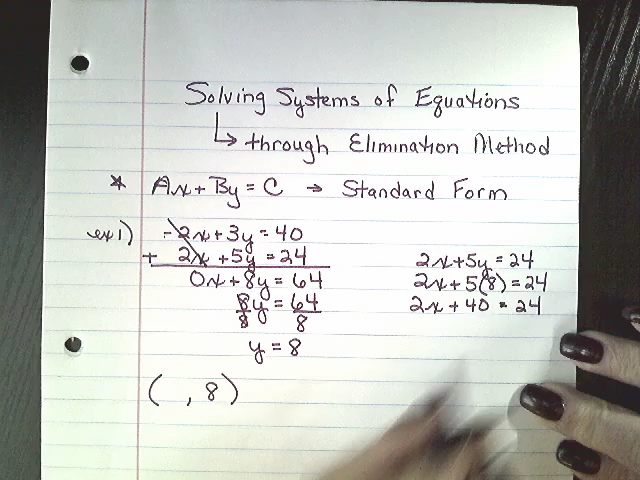 Solving Systems of Equations
↳ through Elimination Method
* Ax + By = C → Standard Form
ex1) -2x + 3y = 40
+ 2x + 5y = 24
0x + 8y = 64
8y/8 = 64/8
y = 8
( , 8)
2x + 5y = 24
2x + 5(8) = 24
2x + 40 = 24